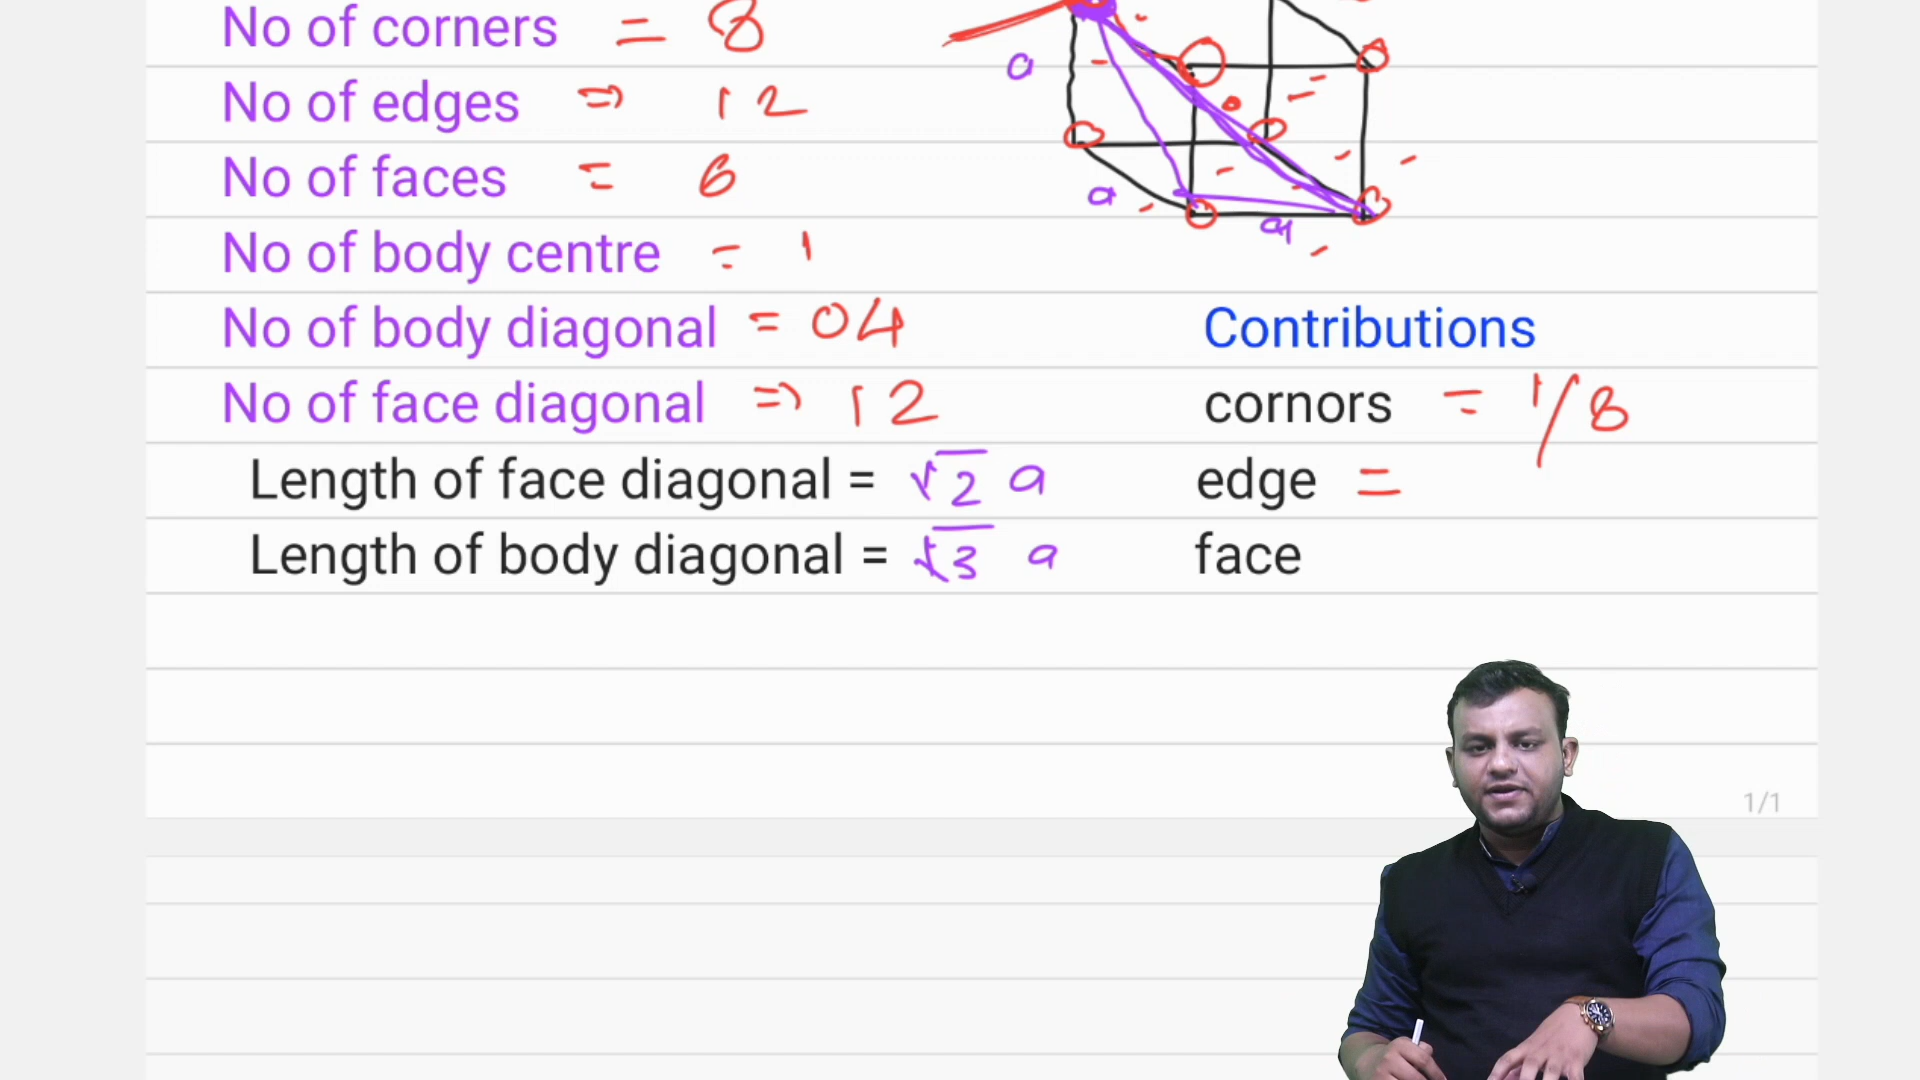 No of corners = 8
No of edges => 12
No of faces = 6
No of body centre = 1
No of body diagonal = 04
No of face diagonal => 12
Length of face diagonal = √2 a
Length of body diagonal = √3 a
a
a
a
Contributions
cornors = 1/8
edge =
face
1/1